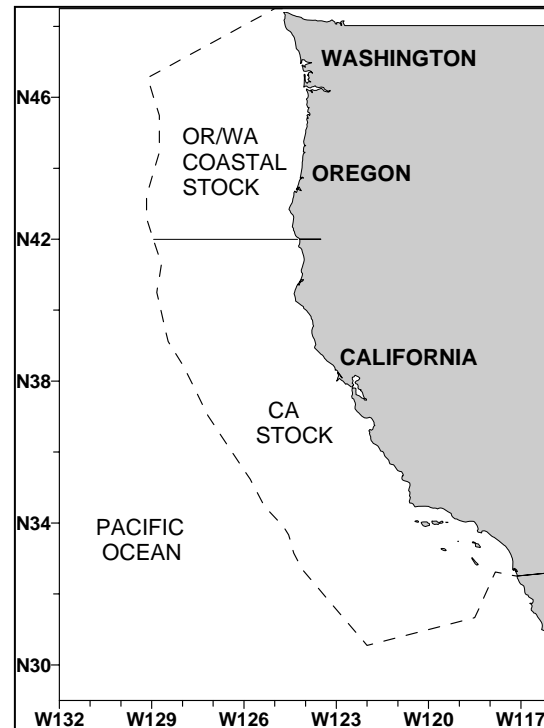 WASHINGTON
N46
OR/WA
COASTAL
STOCK
OREGON
N42
CALIFORNIA
N38
CA
STOCK
N34
PACIFIC
OCEAN
N30
W132 W129 W126 W123 W120 W117